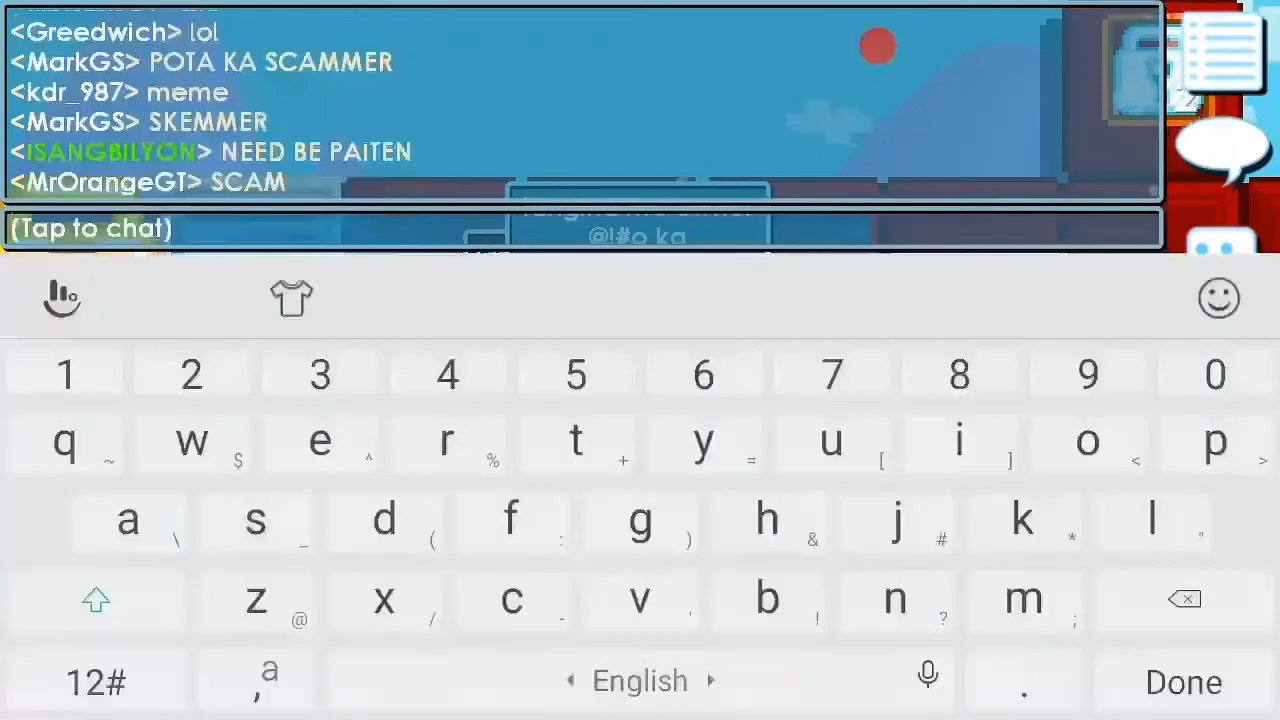 <Greedwich> lol
<MarkGS> POTA KA SCAMMER
<kdr_987> meme
<MarkGS> SKEMMER
<ISANGBILYON> NEED BE PAITEN
<MrOrangeGT> SCAM
@!#o ka
(Tap to chat)
1 2 3 4 5 6 7 8 9 0
q ~ w $ e ^ r % t + y = u [ i ] o < p >
a \ s _ d ( f : g ) h & j # k * l "
z @ x / c - v ' b ! n ? m ;
12# , a English . Done